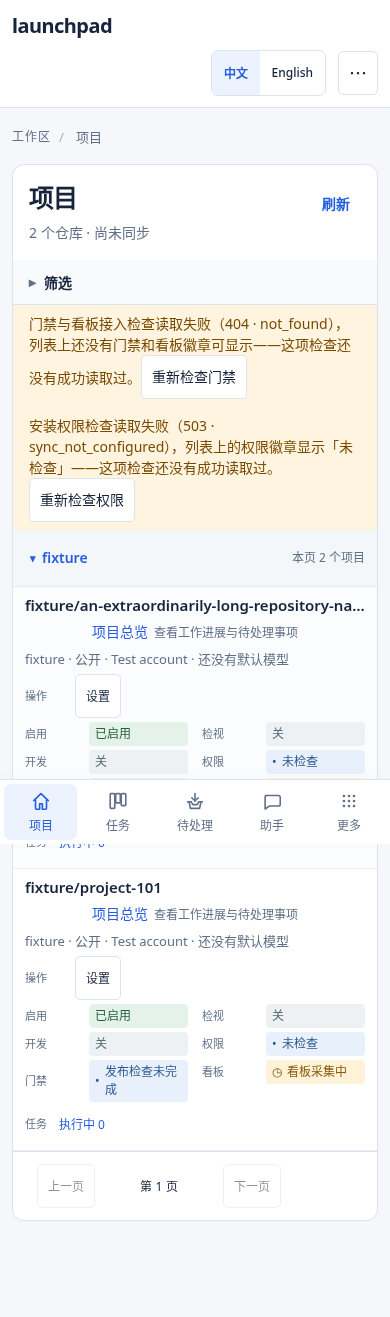 launchpad
中文 English ···
工作区 / 项目
项目
刷新
2 个仓库 · 尚未同步
▶ 筛选
门禁与看板接入检查读取失败（404 · not_found），
列表上还没有门禁和看板徽章可显示——这项检查还
没有成功读取过。 重新检查门禁
安装权限检查读取失败（503 ·
sync_not_configured），列表上的权限徽章显示「未
检查」——这项检查还没有成功读取过。
重新检查权限
▼ fixture 本页 2 个项目
fixture/an-extraordinarily-long-repository-na...
项目总览 查看工作进展与待处理事项
fixture · 公开 · Test account · 还没有默认模型
操作 设置
启用 已启用 检视 关
开发 关 权限 • 未检查
项目 任务 待处理 助手 更多
fixture/project-101
项目总览 查看工作进展与待处理事项
fixture · 公开 · Test account · 还没有默认模型
操作 设置
启用 已启用 检视 关
开发 关 权限 • 未检查
门禁 • 发布检查未完成 看板 ◷ 看板采集中
任务 执行中 0
上一页 第 1 页 下一页